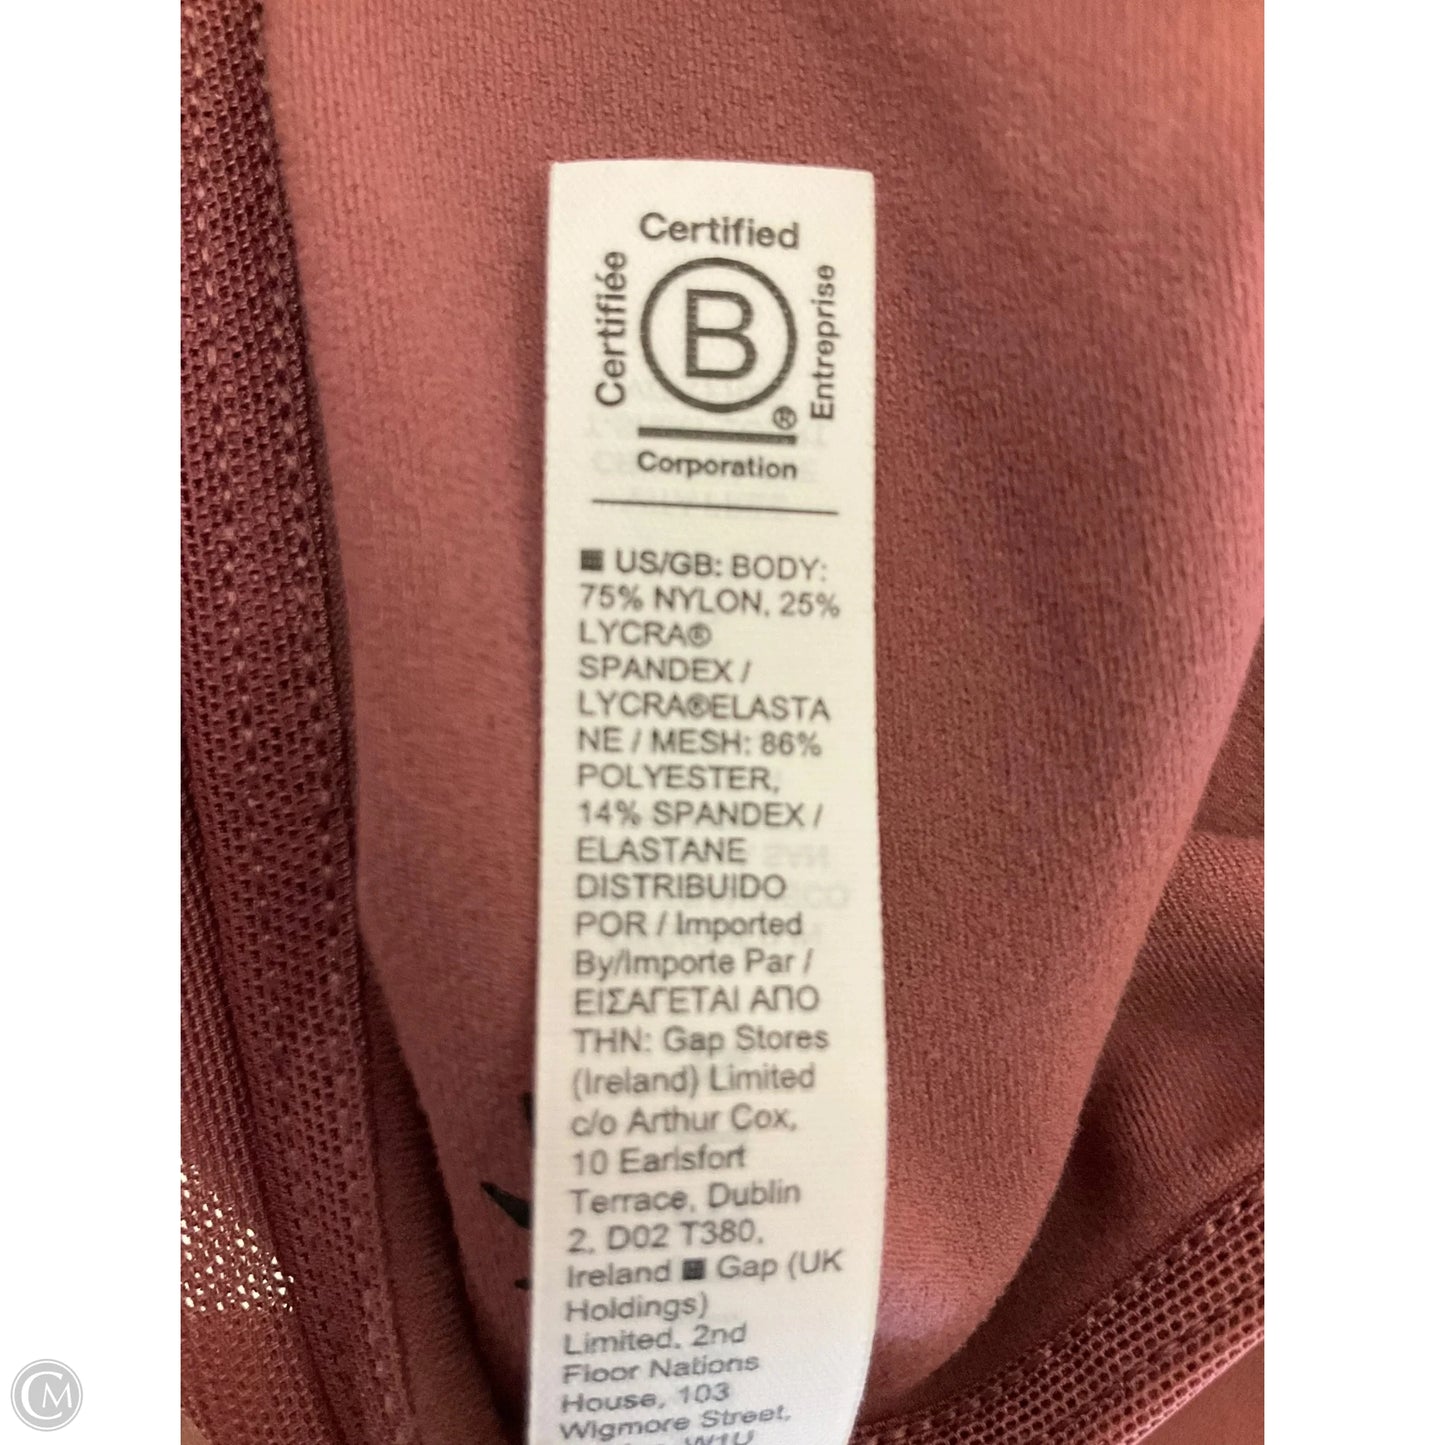 Certified
Certifiée
B
®
Entreprise
Corporation
US/GB: BODY:
75% NYLON, 25%
LYCRA®
SPANDEX /
LYCRA®ELASTA
NE / MESH: 86%
POLYESTER,
14% SPANDEX /
ELASTANE
DISTRIBUIDO
POR / Imported
By/Importe Par /
ΕΙΣΑΓΕΤΑΙ ΑΠΟ
ΤΗΝ: Gap Stores
(Ireland) Limited
c/o Arthur Cox,
10 Earlsfort
Terrace, Dublin
2, D02 T380,
Ireland ■ Gap (UK
Holdings)
Limited, 2nd
Floor Nations
House, 103
Wigmore Street,
W1U
CM